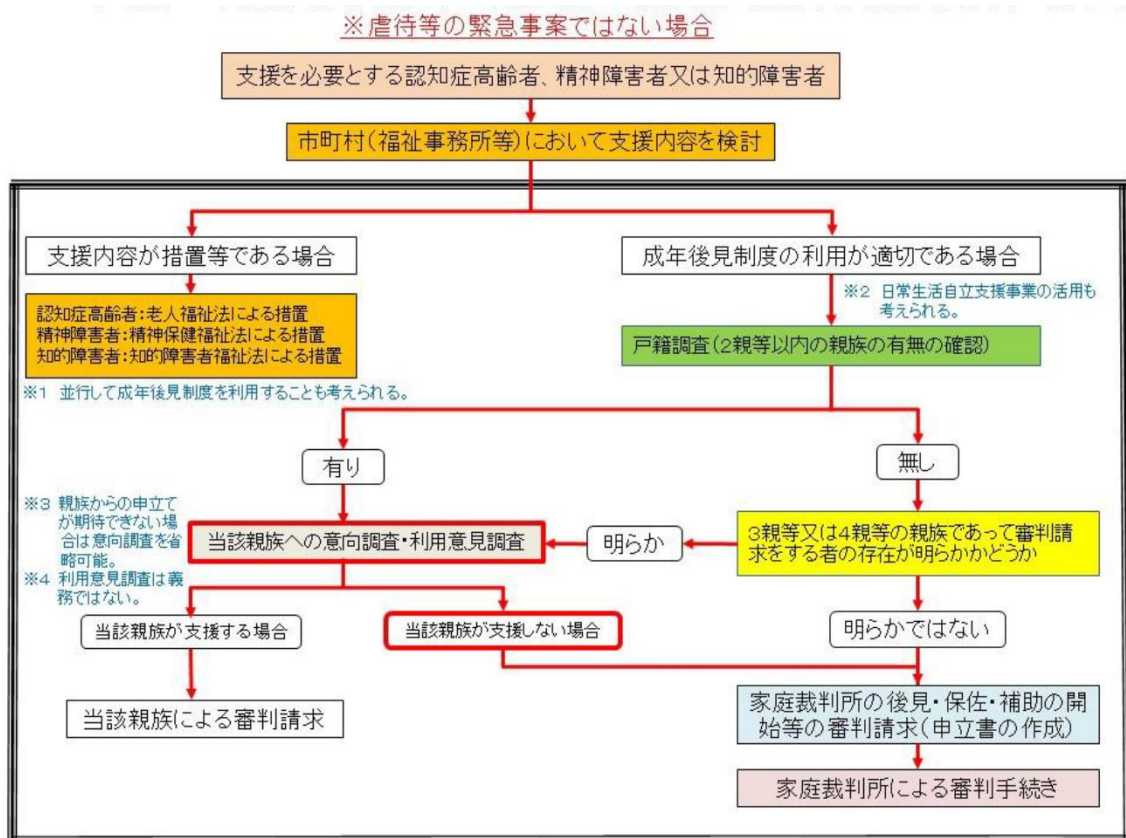 ※虐待等の緊急事案ではない場合
支援を必要とする認知症高齢者、精神障害者又は知的障害者
市町村(福祉事務所等)において支援内容を検討
支援内容が措置等である場合
成年後見制度の利用が適切である場合
認知症高齢者:老人福祉法による措置
精神障害者:精神保健福祉法による措置
知的障害者:知的障害者福祉法による措置
※1 並行して成年後見制度を利用することも考えられる。
※2 日常生活自立支援事業の活用も
考えられる。
戸籍調査(2親等以内の親族の有無の確認)
有り
無し
※3 親族からの申立て
が期待できない場
合は意向調査を省
略可能。
※4 利用意見調査は義
務ではない。
当該親族への意向調査・利用意見調査
明らか
3親等又は4親等の親族であって審判請
求をする者の存在が明らかかどうか
当該親族が支援する場合
当該親族が支援しない場合
明らかではない
当該親族による審判請求
家庭裁判所の後見・保佐・補助の開
始等の審判請求(申立書の作成)
家庭裁判所による審判手続き